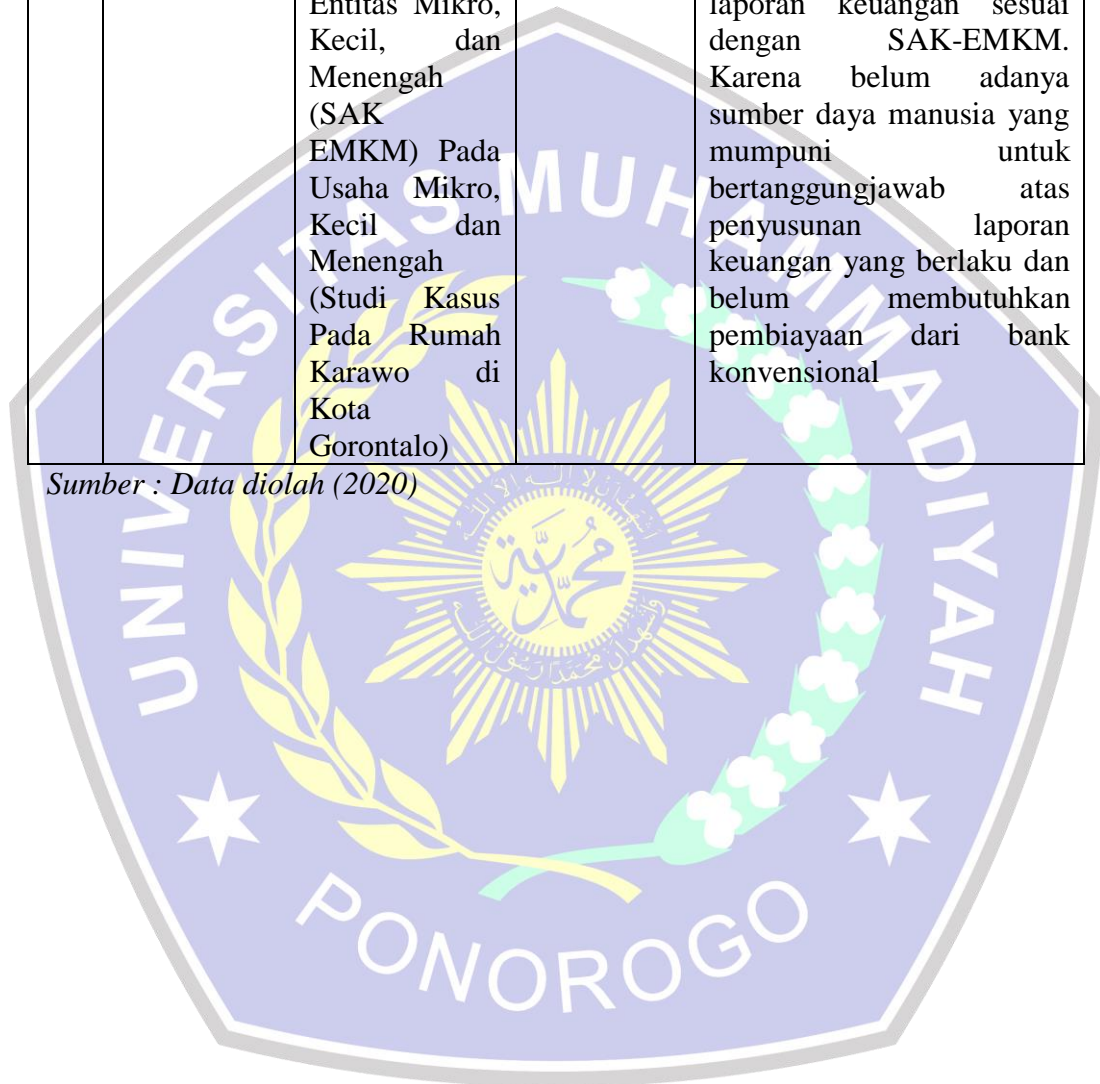 Entitas Mikro,
Kecil, dan
Menengah
(SAK
EMKM) Pada
Usaha Mikro,
Kecil dan
Menengah
(Studi Kasus
Pada Rumah
Karawo di
Kota
Gorontalo)
laporan keuangan sesuai
dengan SAK-EMKM.
Karena belum adanya
sumber daya manusia yang
mumpuni untuk
bertanggungjawab atas
penyusunan laporan
keuangan yang berlaku dan
belum membutuhkan
pembiayaan dari bank
konvensional
Sumber : Data diolah (2020)
UNIVERSITAS MUHAMMADIYAH
PONOROGO
محمدية